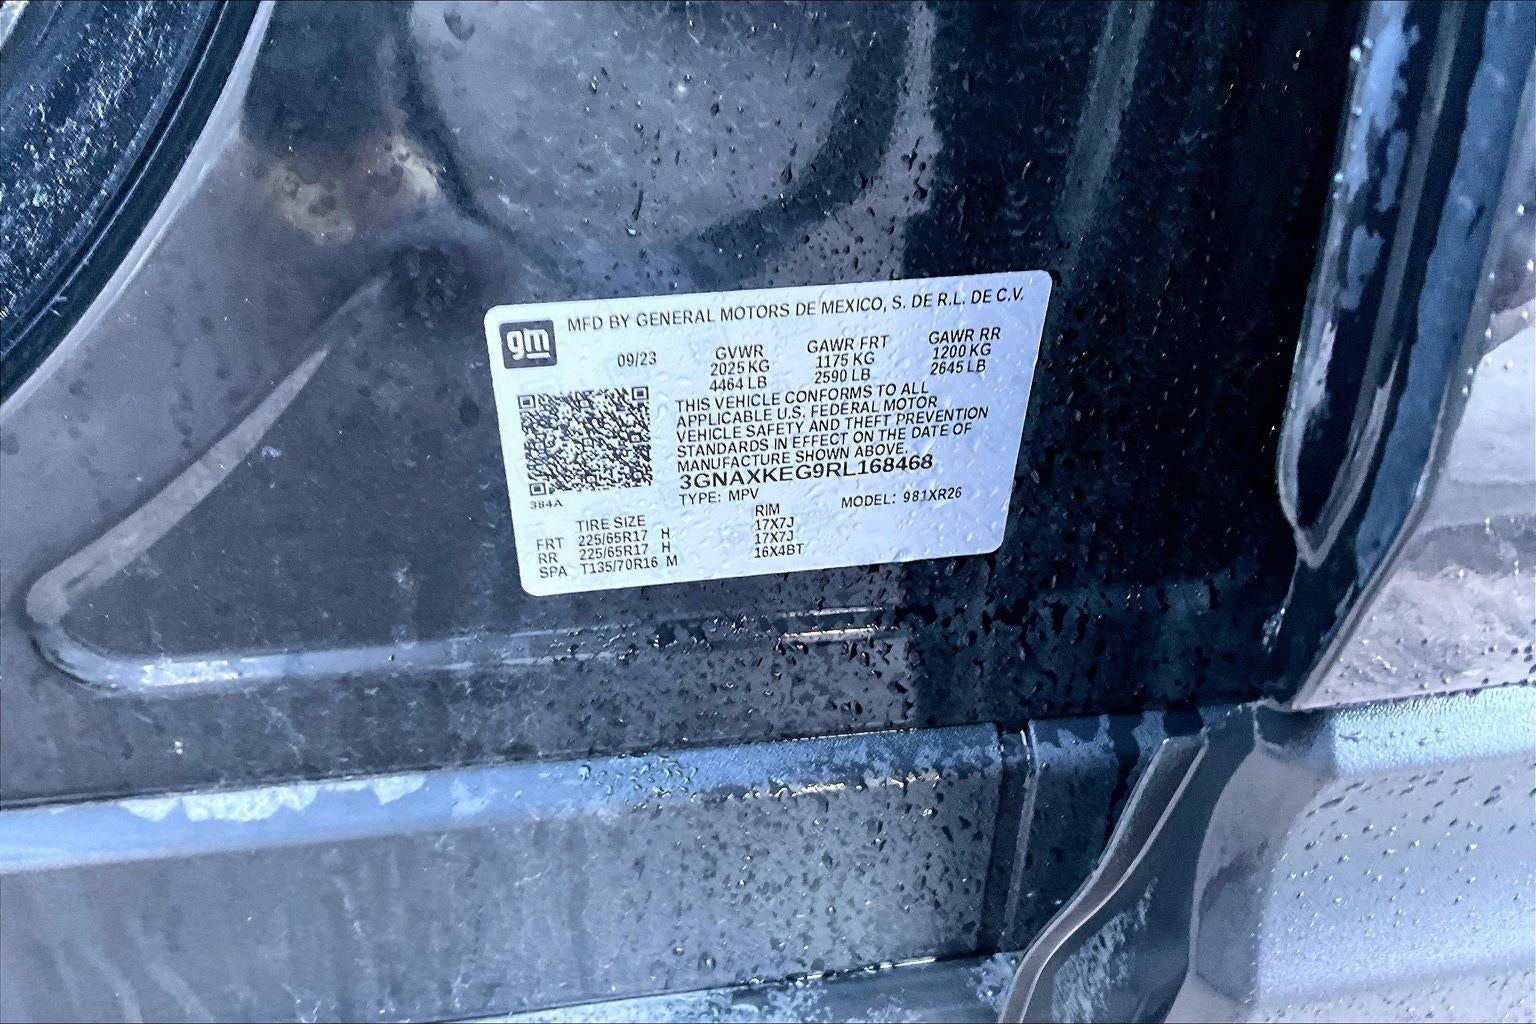 gm
MFD BY GENERAL MOTORS DE MEXICO, S. DE R.L. DE C.V.
09/23
GVWR
2025 KG
4464 LB
GAWR FRT
1175 KG
2590 LB
GAWR RR
1200 KG
2645 LB
THIS VEHICLE CONFORMS TO ALL
APPLICABLE U.S. FEDERAL MOTOR
VEHICLE SAFETY AND THEFT PREVENTION
STANDARDS IN EFFECT ON THE DATE OF
MANUFACTURE SHOWN ABOVE.
3GNAXKEG9RL168468
TYPE: MPV MODEL: 981XR26
384A
TIRE SIZE RIM
FRT 225/65R17 H 17X7J
RR 225/65R17 H 17X7J
SPA T135/70R16 M 16X4BT